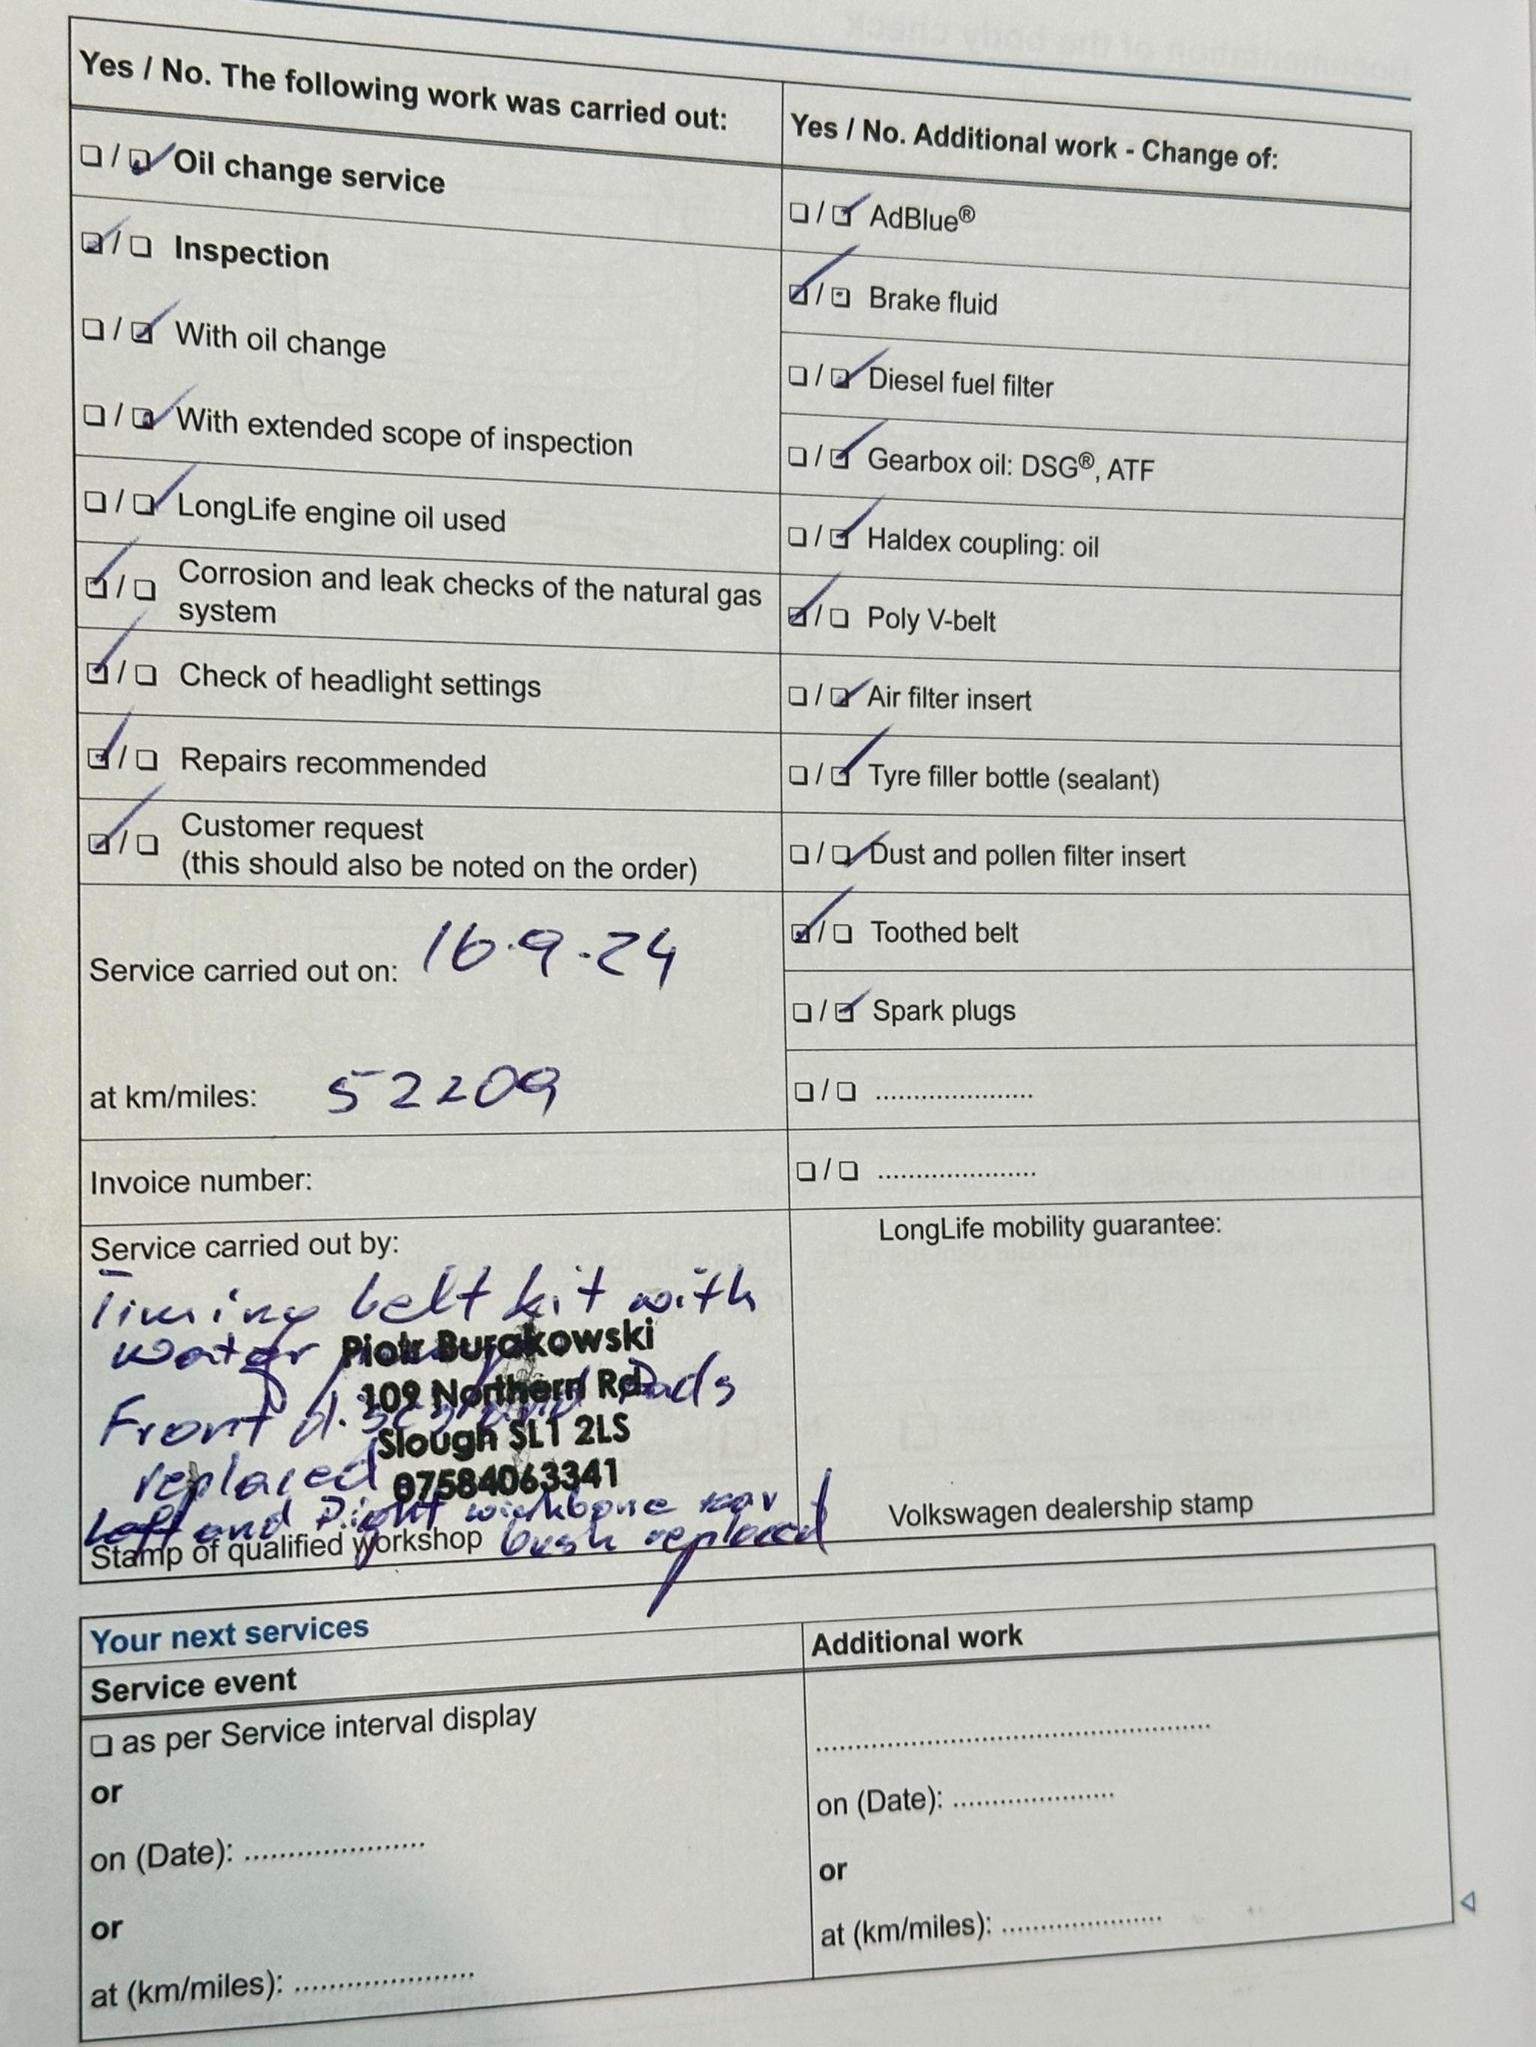 Yes / No. The following work was carried out:
Oil change service
Inspection
With oil change
With extended scope of inspection
LongLife engine oil used
Corrosion and leak checks of the natural gas
system
Check of headlight settings
Repairs recommended
Customer request
(this should also be noted on the order)
Service carried out on: 16.9.24
at km/miles: 52209
Invoice number:
Service carried out by:
Timing belt kit with
water
Front discs and Pads
replaced
Left and Right wishbone rear
bush replaced
Piotr Burakowski
109 Northern Rd
Slough SL1 2LS
07584063341
Stamp of qualified workshop
Yes / No. Additional work - Change of:
AdBlue®
Brake fluid
Diesel fuel filter
Gearbox oil: DSG®, ATF
Haldex coupling: oil
Poly V-belt
Air filter insert
Tyre filler bottle (sealant)
Dust and pollen filter insert
Toothed belt
Spark plugs
LongLife mobility guarantee:
Volkswagen dealership stamp
Your next services
Service event
as per Service interval display
or
on (Date): .....................
or
at (km/miles): .....................
Additional work
on (Date): .....................
or
at (km/miles): .....................